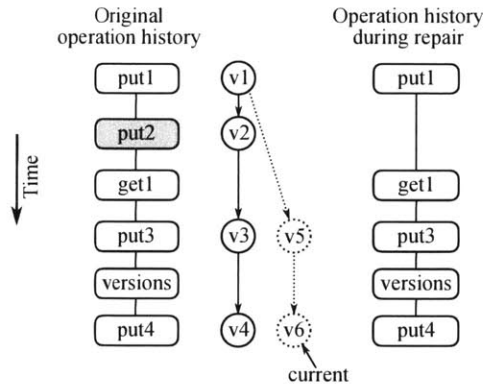 Original
operation history
Operation history
during repair
put1
v1
put1
put2
v2
Time
get1
get1
put3
v3
v5
put3
versions
versions
put4
v4
v6
put4
current